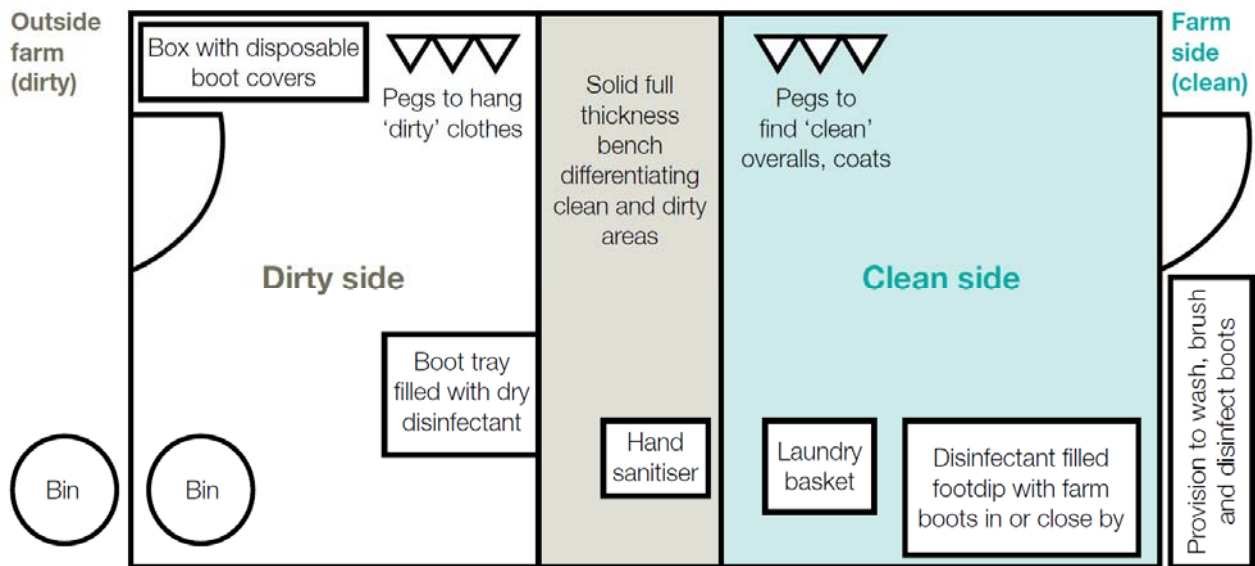 Outside
farm
(dirty)
Box with disposable
boot covers
Pegs to hang
‘dirty’ clothes
Solid full
thickness
bench
differentiating
clean and dirty
areas
Pegs to
find ‘clean’
overalls, coats
Farm
side
(clean)
Dirty side
Clean side
Boot tray
filled with dry
disinfectant
Bin
Bin
Hand
sanitiser
Laundry
basket
Disinfectant filled
footdip with farm
boots in or close by
Provision to wash, brush
and disinfect boots